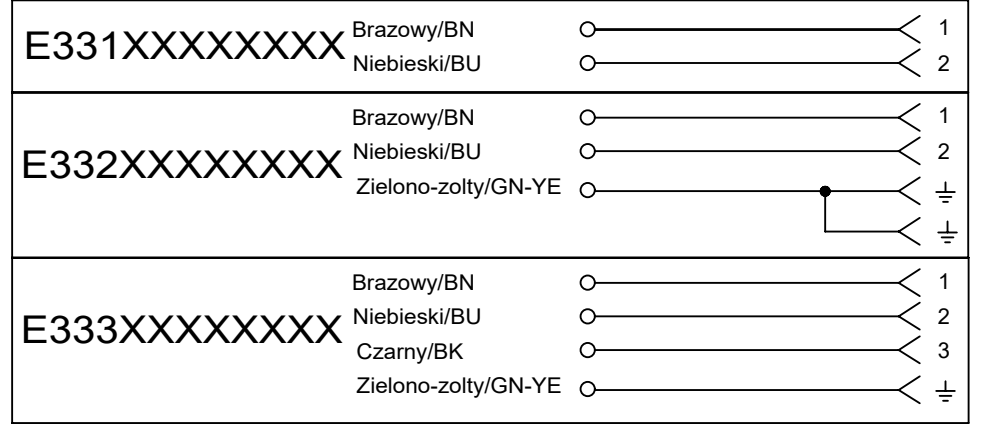 E331XXXXXXXX
Brazowy/BN 1
Niebieski/BU 2
E332XXXXXXXX
Brazowy/BN 1
Niebieski/BU 2
Zielono-zolty/GN-YE
E333XXXXXXXX
Brazowy/BN 1
Niebieski/BU 2
Czarny/BK 3
Zielono-zolty/GN-YE